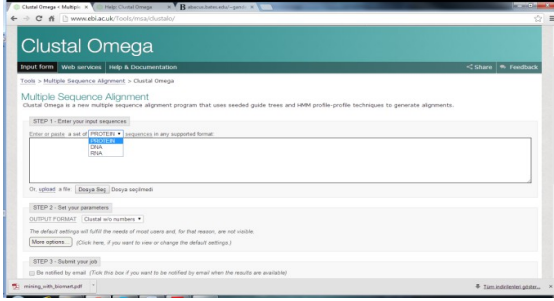 Clustal Omega < Multiple
Help: Clustal Omega
www.ebi.ac.uk/Tools/msa/clustalo/
Clustal Omega
Input form Web services Help & Documentation Share Feedback
Tools > Multiple Sequence Alignment > Clustal Omega
Multiple Sequence Alignment
Clustal Omega is a new multiple sequence alignment program that uses seeded guide trees and HMM profile-profile techniques to generate alignments.
STEP 1 - Enter your input sequences
Enter or paste a set of PROTEIN sequences in any supported format:
PROTEIN
DNA
RNA
Or, upload a file: Dosya Seç Dosya seçilmedi
STEP 2 - Set your parameters
OUTPUT FORMAT Clustal w/o numbers
The default settings will fulfill the needs of most users and, for that reason, are not visible.
More options... (Click here, if you want to view or change the default settings.)
STEP 3 - Submit your job
Be notified by email (Tick this box if you want to be notified by email when the results are available)
mining_with_biomart.pdf Tüm indirilenleri göster...